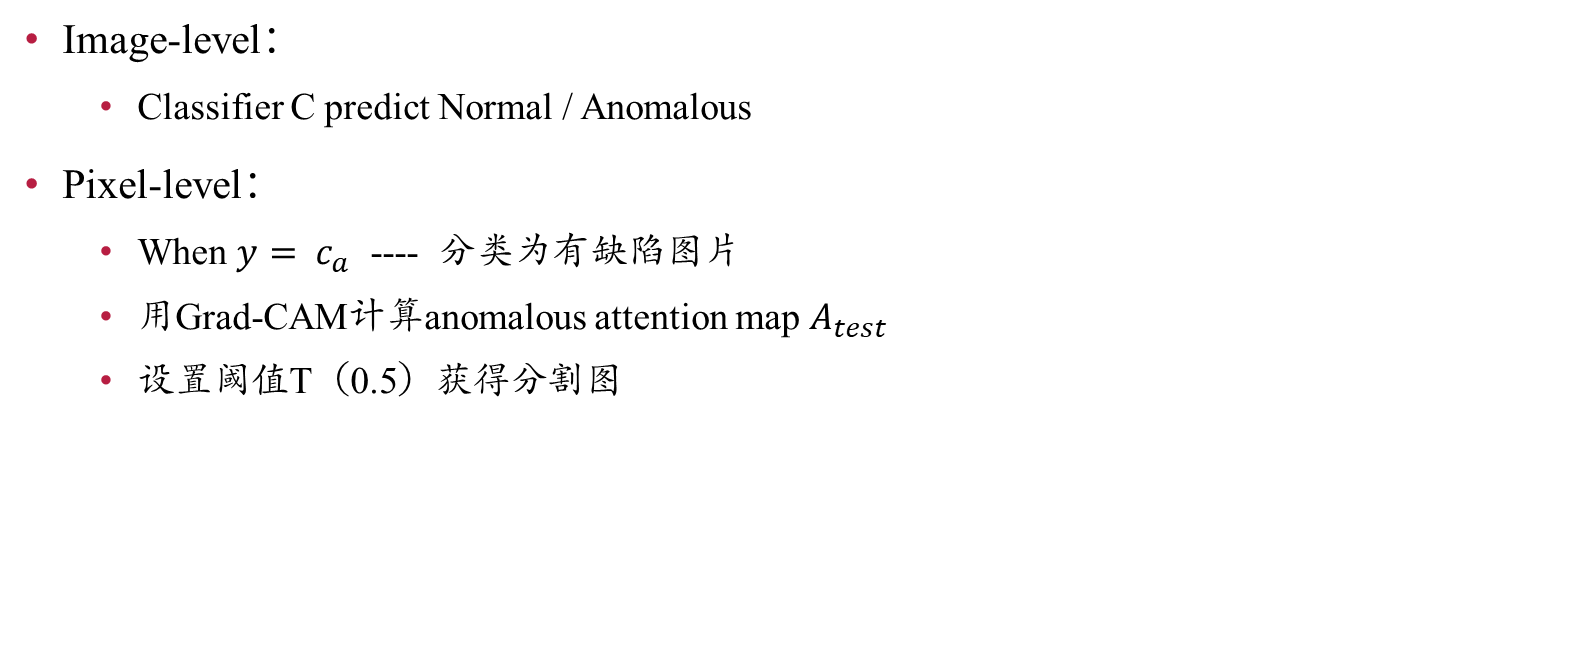 • Image-level：
• Classifier C predict Normal / Anomalous
• Pixel-level：
• When y = c_a ---- 分类为有缺陷图片
• 用Grad-CAM计算anomalous attention map A_test
• 设置阈值T（0.5）获得分割图